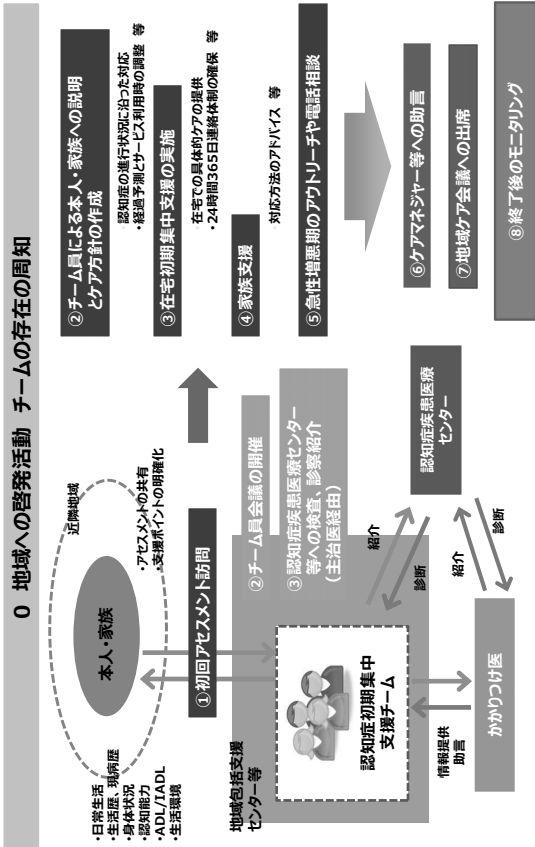 0 地域への啓発活動 チームの存在の周知
近隣地域
本人・家族
・日常生活
・生活歴、現病歴
・身体状況
・認知能力
・ADL/IADL
・生活環境
・アセスメントの共有
・支援ポイントの明確化
①初回アセスメント訪問
地域包括支援
センター等
②チーム員会議の開催
③認知症疾患医療センター
等への検査、診察紹介
(主治医経由)
認知症初期集中
支援チーム
紹介
診断
認知症疾患医療
センター
情報提供
助言
紹介
診断
かかりつけ医
②チーム員による本人・家族への説明
とケア方針の作成
・認知症の進行状況に沿った対応
・経過予測とサービス利用時の調整 等
③在宅初期集中支援の実施
・在宅での具体的ケアの提供
・24時間365日連絡体制の確保 等
④家族支援
・対応方法のアドバイス 等
⑤急性増悪期のアウトリーチや電話相談
⑥ケアマネジャー等への助言
⑦地域ケア会議への出席
⑧終了後のモニタリング